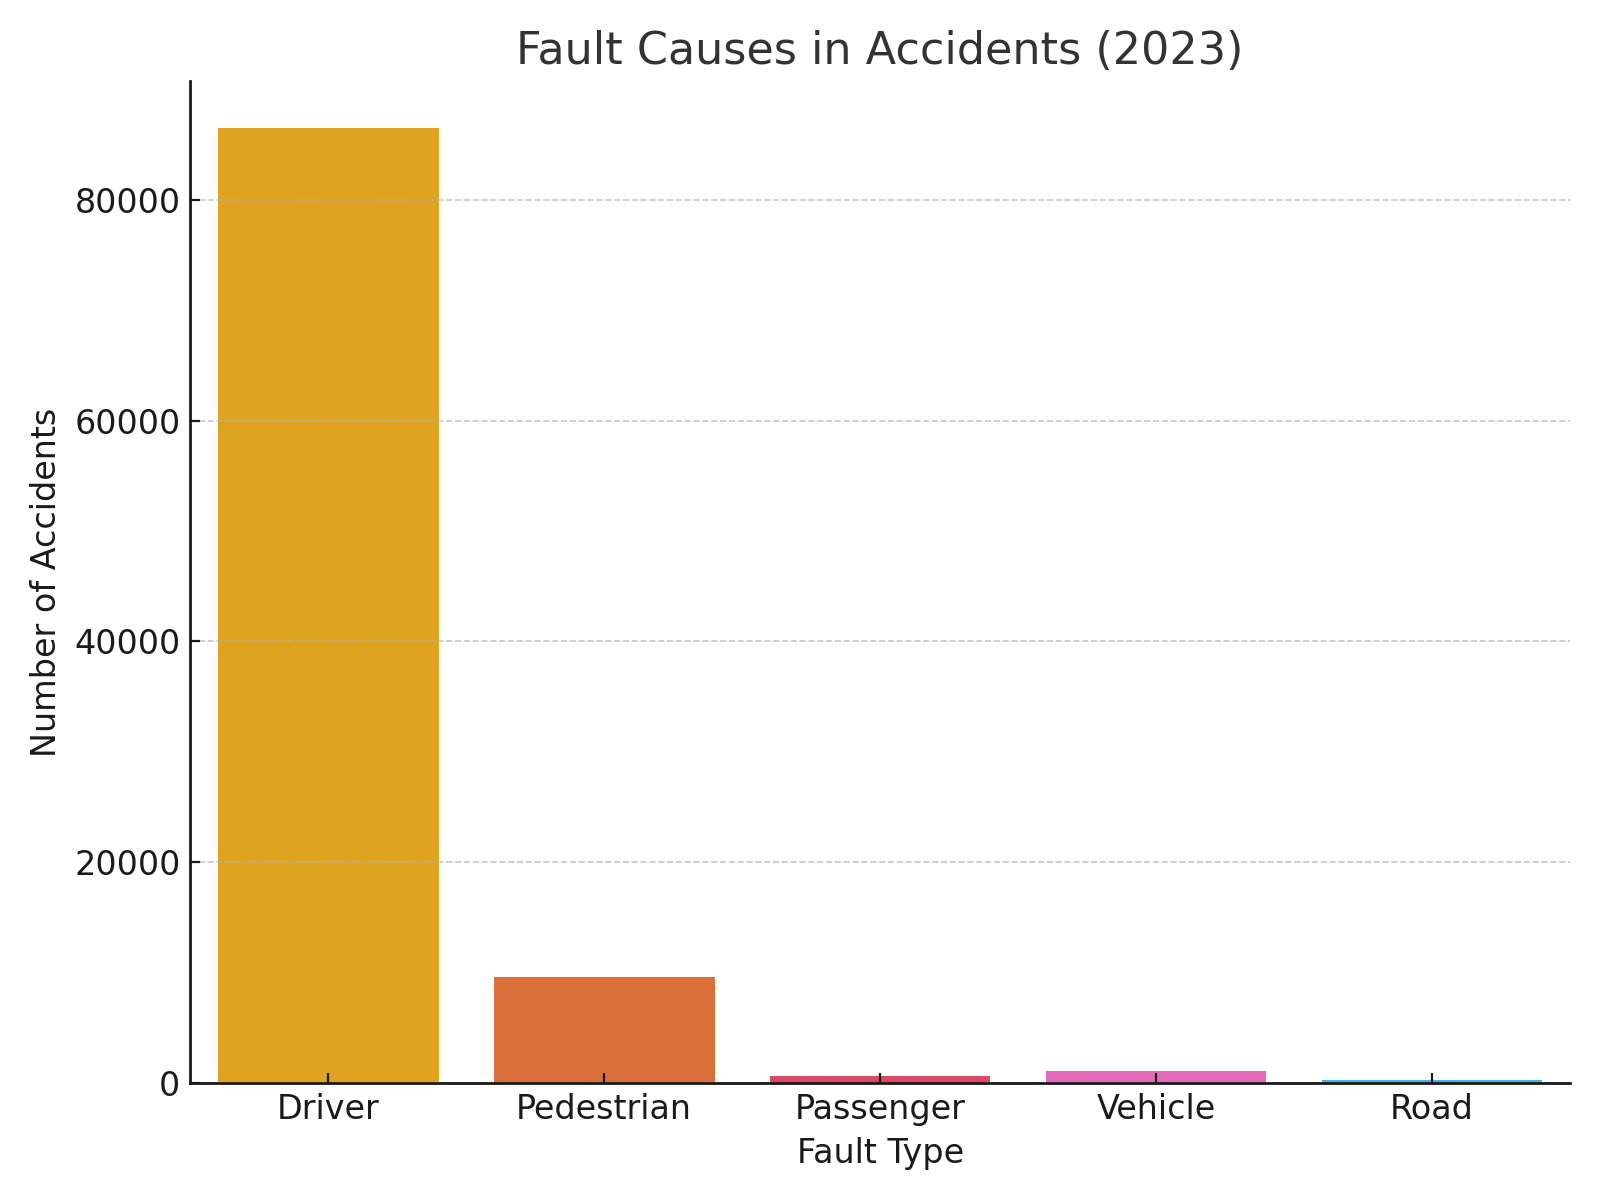 Fault Causes in Accidents (2023)
Number of Accidents
80000
60000
40000
20000
0
Driver
Pedestrian
Passenger
Vehicle
Road
Fault Type